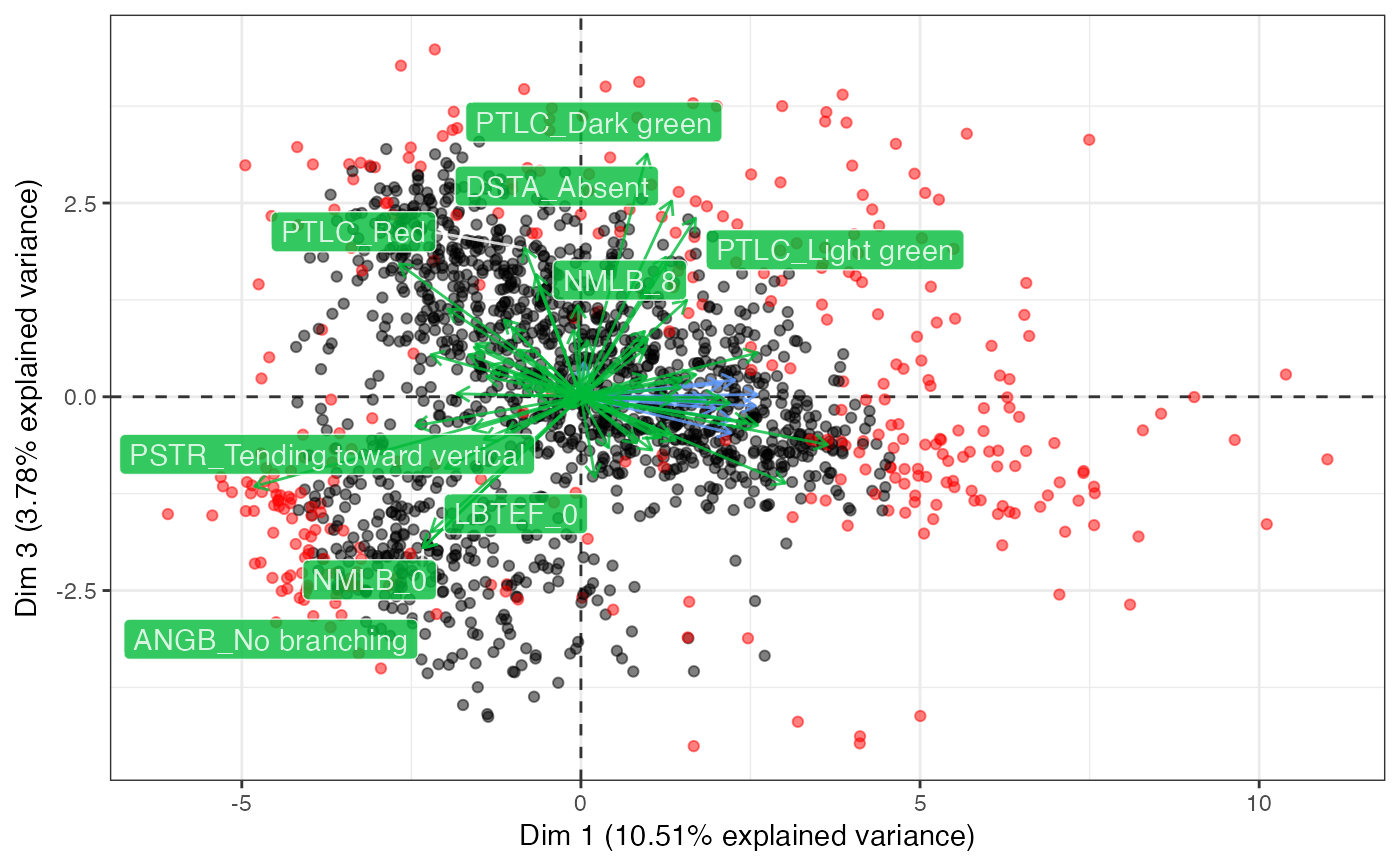 PTLC_Dark green
DSTA_Absent
PTLC_Red
PTLC_Light green
NMLB_8
PSTR_Tending toward vertical
LBTEF_0
NMLB_0
ANGB_No branching
2.5
0.0
-2.5
-5
0
5
10
Dim 1 (10.51% explained variance)
Dim 3 (3.78% explained variance)